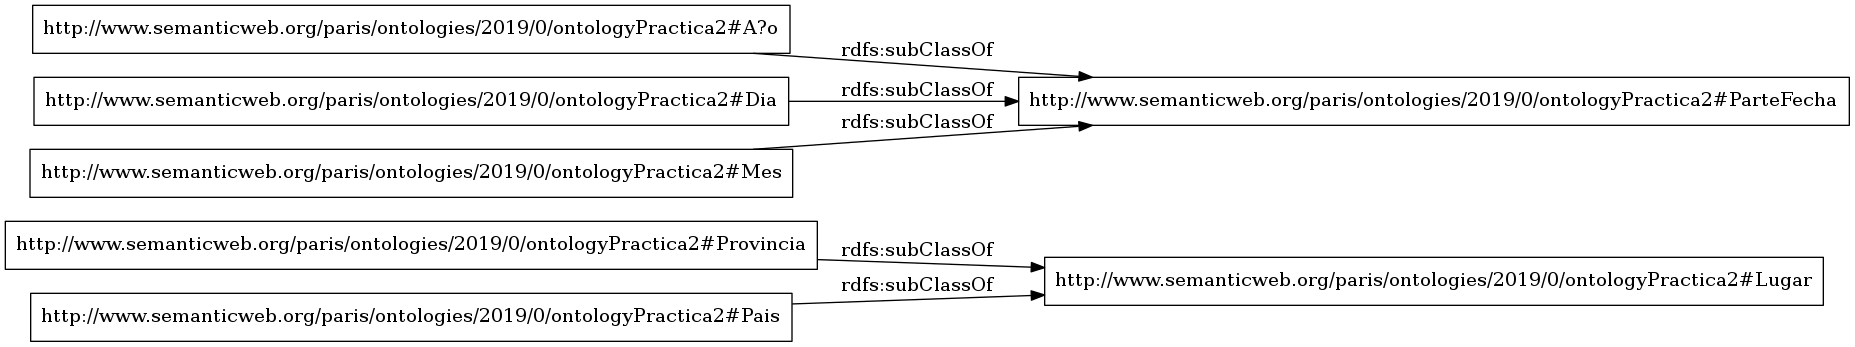 http://www.semanticweb.org/paris/ontologies/2019/0/ontologyPractica2#A?o
rdfs:subClassOf
http://www.semanticweb.org/paris/ontologies/2019/0/ontologyPractica2#Dia
rdfs:subClassOf
http://www.semanticweb.org/paris/ontologies/2019/0/ontologyPractica2#ParteFecha
rdfs:subClassOf
http://www.semanticweb.org/paris/ontologies/2019/0/ontologyPractica2#Mes
http://www.semanticweb.org/paris/ontologies/2019/0/ontologyPractica2#Provincia
rdfs:subClassOf
http://www.semanticweb.org/paris/ontologies/2019/0/ontologyPractica2#Lugar
rdfs:subClassOf
http://www.semanticweb.org/paris/ontologies/2019/0/ontologyPractica2#Pais